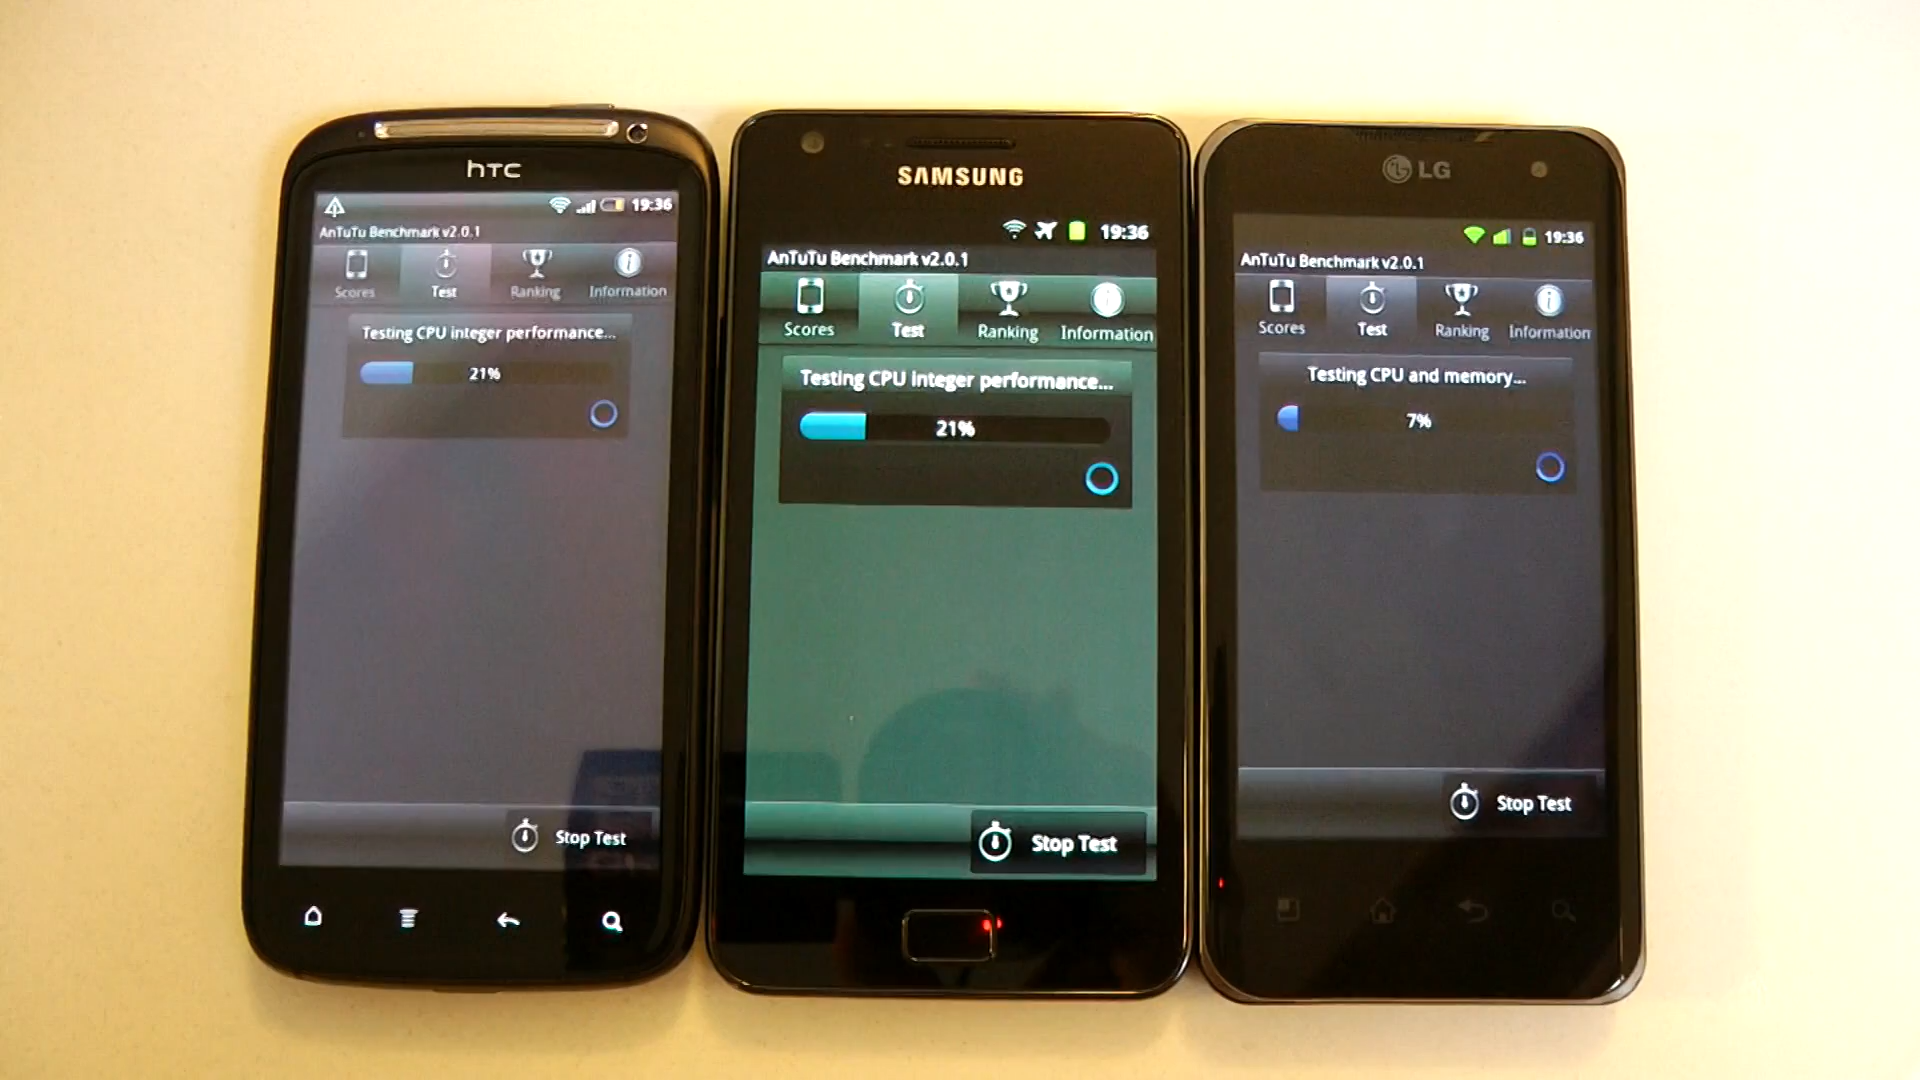 hTC
19:36
AnTuTu Benchmark v2.0.1
Scores
Test
Ranking
Information
Testing CPU integer performance...
21%
Stop Test
SAMSUNG
19:36
AnTuTu Benchmark v2.0.1
Scores
Test
Ranking
Information
Testing CPU integer performance...
21%
Stop Test
LG
19:36
AnTuTu Benchmark v2.0.1
Scores
Test
Ranking
Information
Testing CPU and memory...
7%
Stop Test